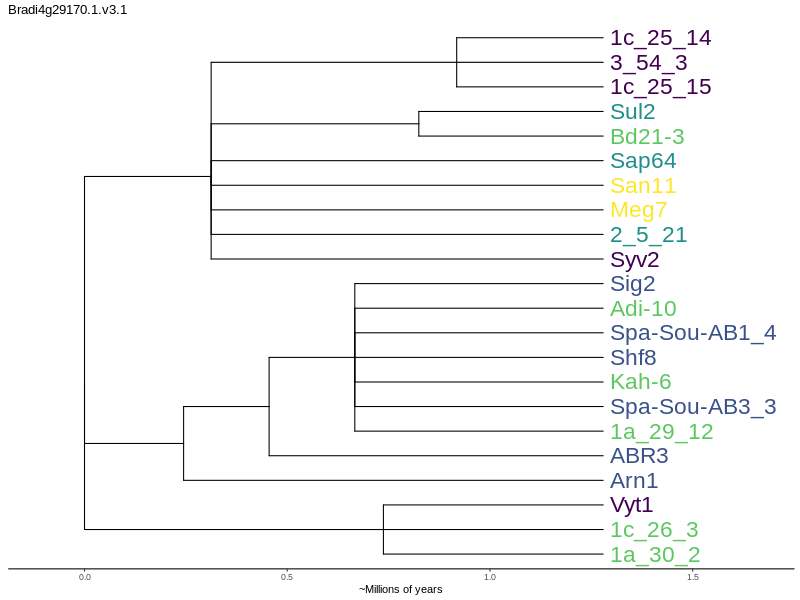 Bradi4g29170.1.v3.1
1c_25_14
3_54_3
1c_25_15
Sul2
Bd21-3
Sap64
San11
Meg7
2_5_21
Syv2
Sig2
Adi-10
Spa-Sou-AB1_4
Shf8
Kah-6
Spa-Sou-AB3_3
1a_29_12
ABR3
Arn1
Vyt1
1c_26_3
1a_30_2
0.0 0.5 1.0 1.5
~Millions of years